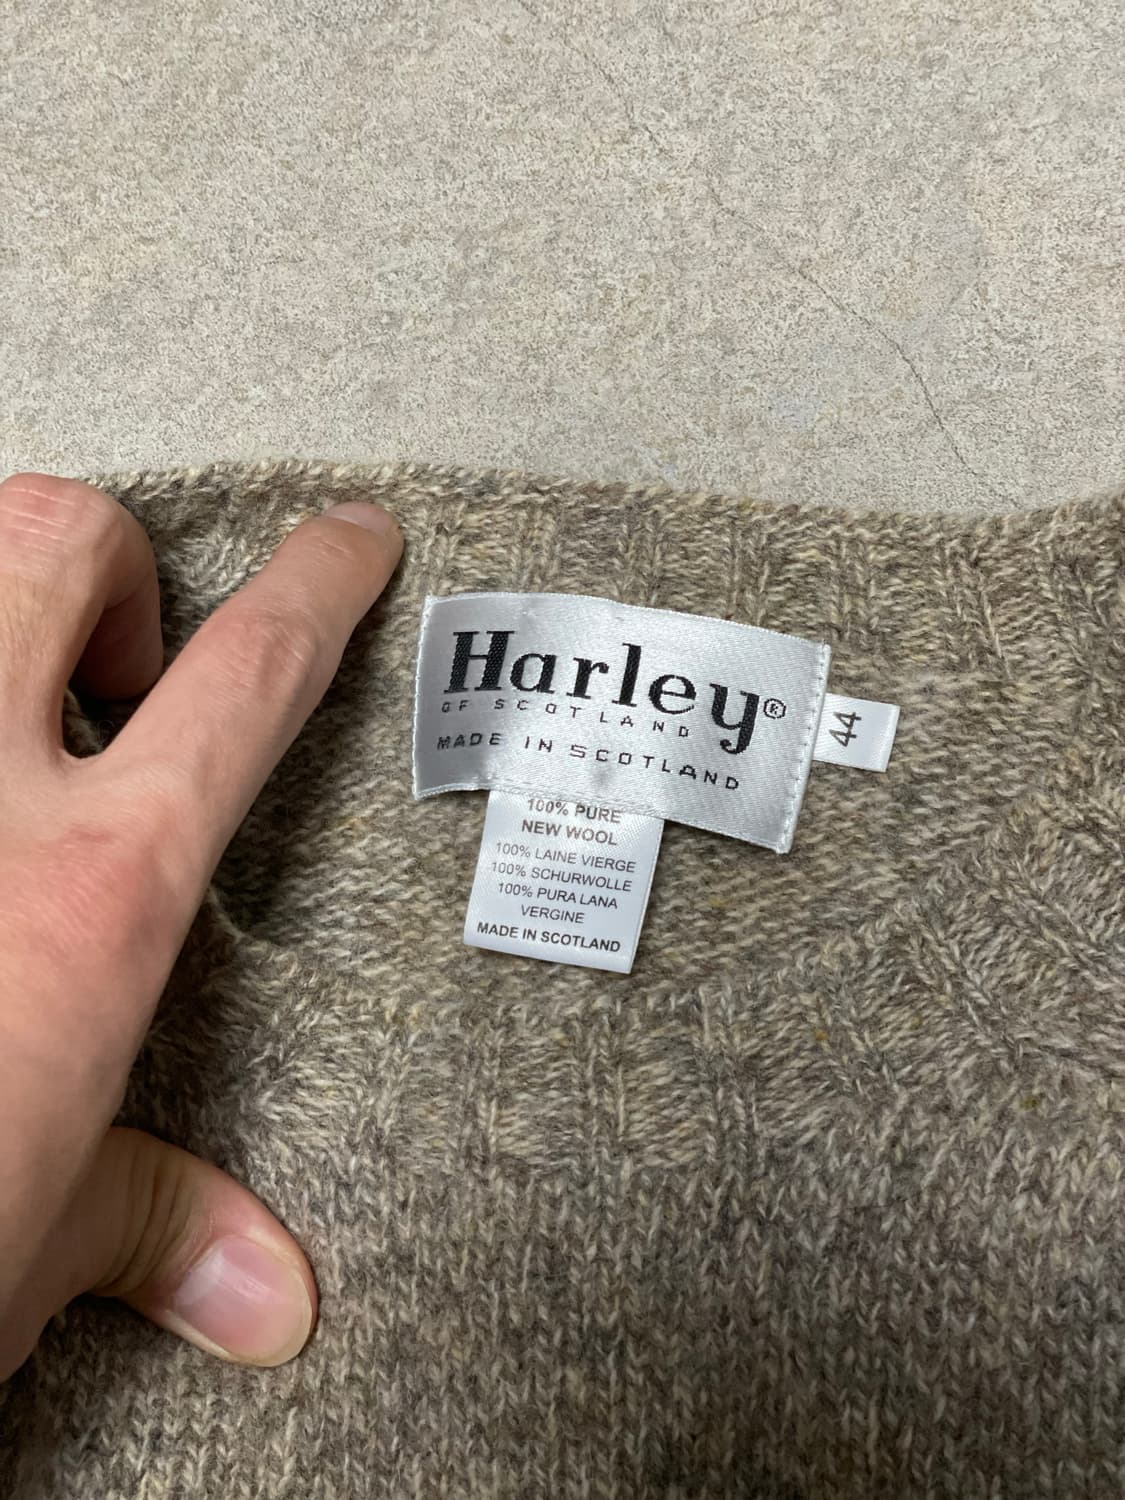 Harley®
OF SCOTLAND
MADE IN SCOTLAND
44
100% PURE
NEW WOOL
100% LAINE VIERGE
100% SCHURWOLLE
100% PURA LANA
VERGINE
MADE IN SCOTLAND